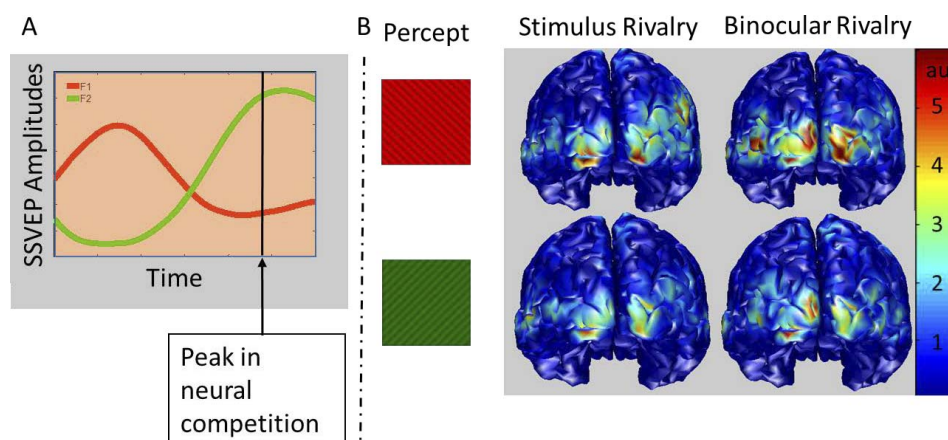 A
SSVEP Amplitudes
F1
F2
Time
Peak in
neural
competition
B
Percept
Stimulus Rivalry
Binocular Rivalry
au
5
4
3
2
1